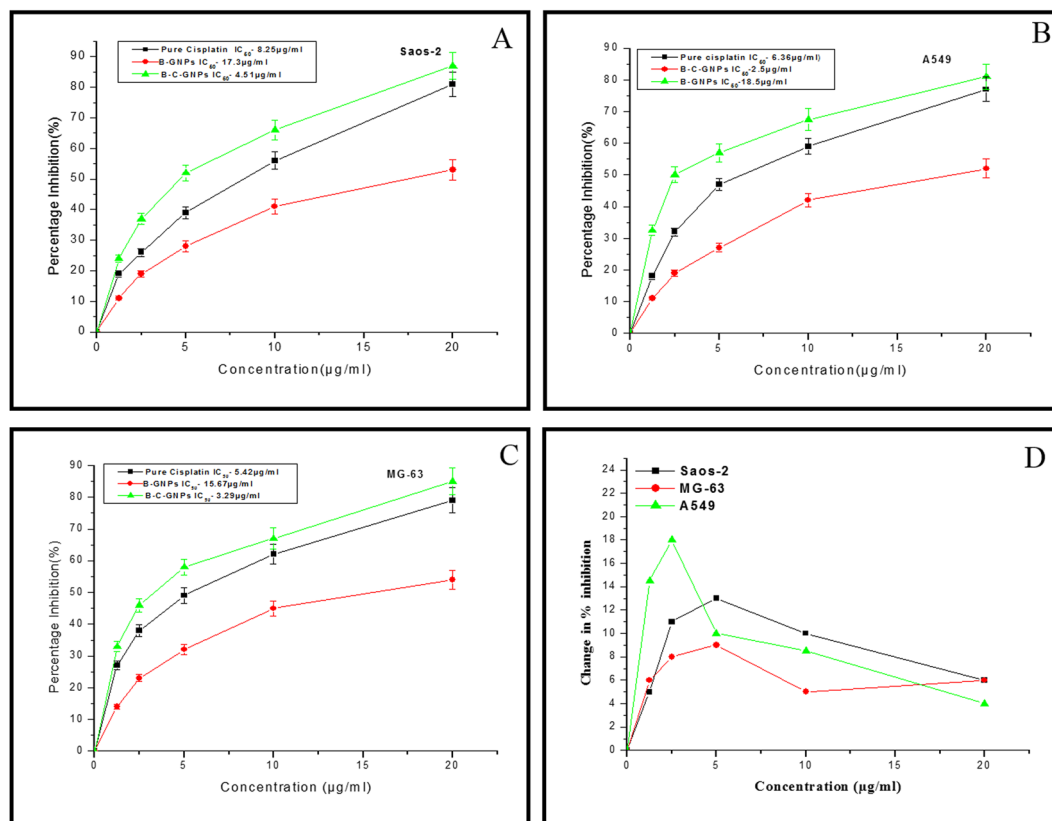 A
Saos-2
Pure Cisplatin IC50- 8.25µg/ml
B-GNPs IC50- 17.3µg/ml
B-C-GNPs IC50- 4.51µg/ml
Percentage Inhibition(%)
90
80
70
60
50
40
30
20
10
0
0 5 10 15 20
Concentration(µg/ml)
B
A549
Pure cisplatin IC50- 6.36µg/ml)
B-C-GNPs IC50-2.5µg/ml
B-GNPs IC50-18.5µg/ml
Percentage Inhibition(%)
90
80
70
60
50
40
30
20
10
0
0 5 10 15 20
Concentration(µg/ml)
C
MG-63
Pure Cisplatin IC50- 5.42µg/ml
B-GNPs IC50- 15.67µg/ml
B-C-GNPs IC50- 3.29µg/ml
Percentage Inhibition(%)
90
80
70
60
50
40
30
20
10
0
0 5 10 15 20
Concentration (µg/ml)
D
Saos-2
MG-63
A549
Change in % inhibition
24
22
20
18
16
14
12
10
8
6
4
2
0
0 5 10 15 20
Concentration (µg/ml)